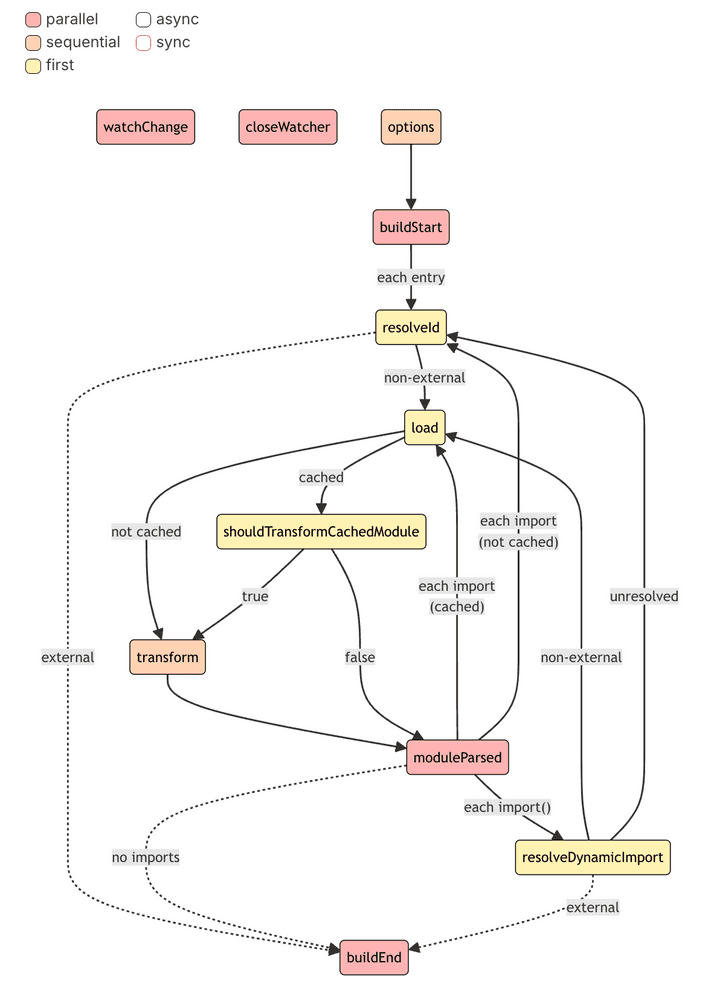 parallel
async
sequential
sync
first
watchChange
closeWatcher
options
buildStart
each entry
resolveId
non-external
load
cached
each import
(not cached)
shouldTransformCachedModule
not cached
each import
(cached)
true
unresolved
transform
external
false
non-external
moduleParsed
each import()
no imports
resolveDynamicImport
external
buildEnd